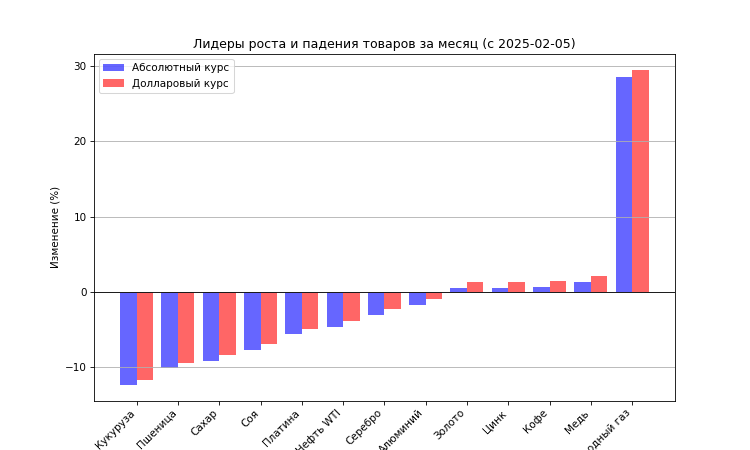 Лидеры роста и падения товаров за месяц (с 2025-02-05)
Абсолютный курс
Долларовый курс
Изменение (%)
30
20
10
0
−10
Кукуруза
Пшеница
Сахар
Соя
Платина
Нефть WTI
Серебро
Алюминий
Золото
Цинк
Кофе
Медь
газ